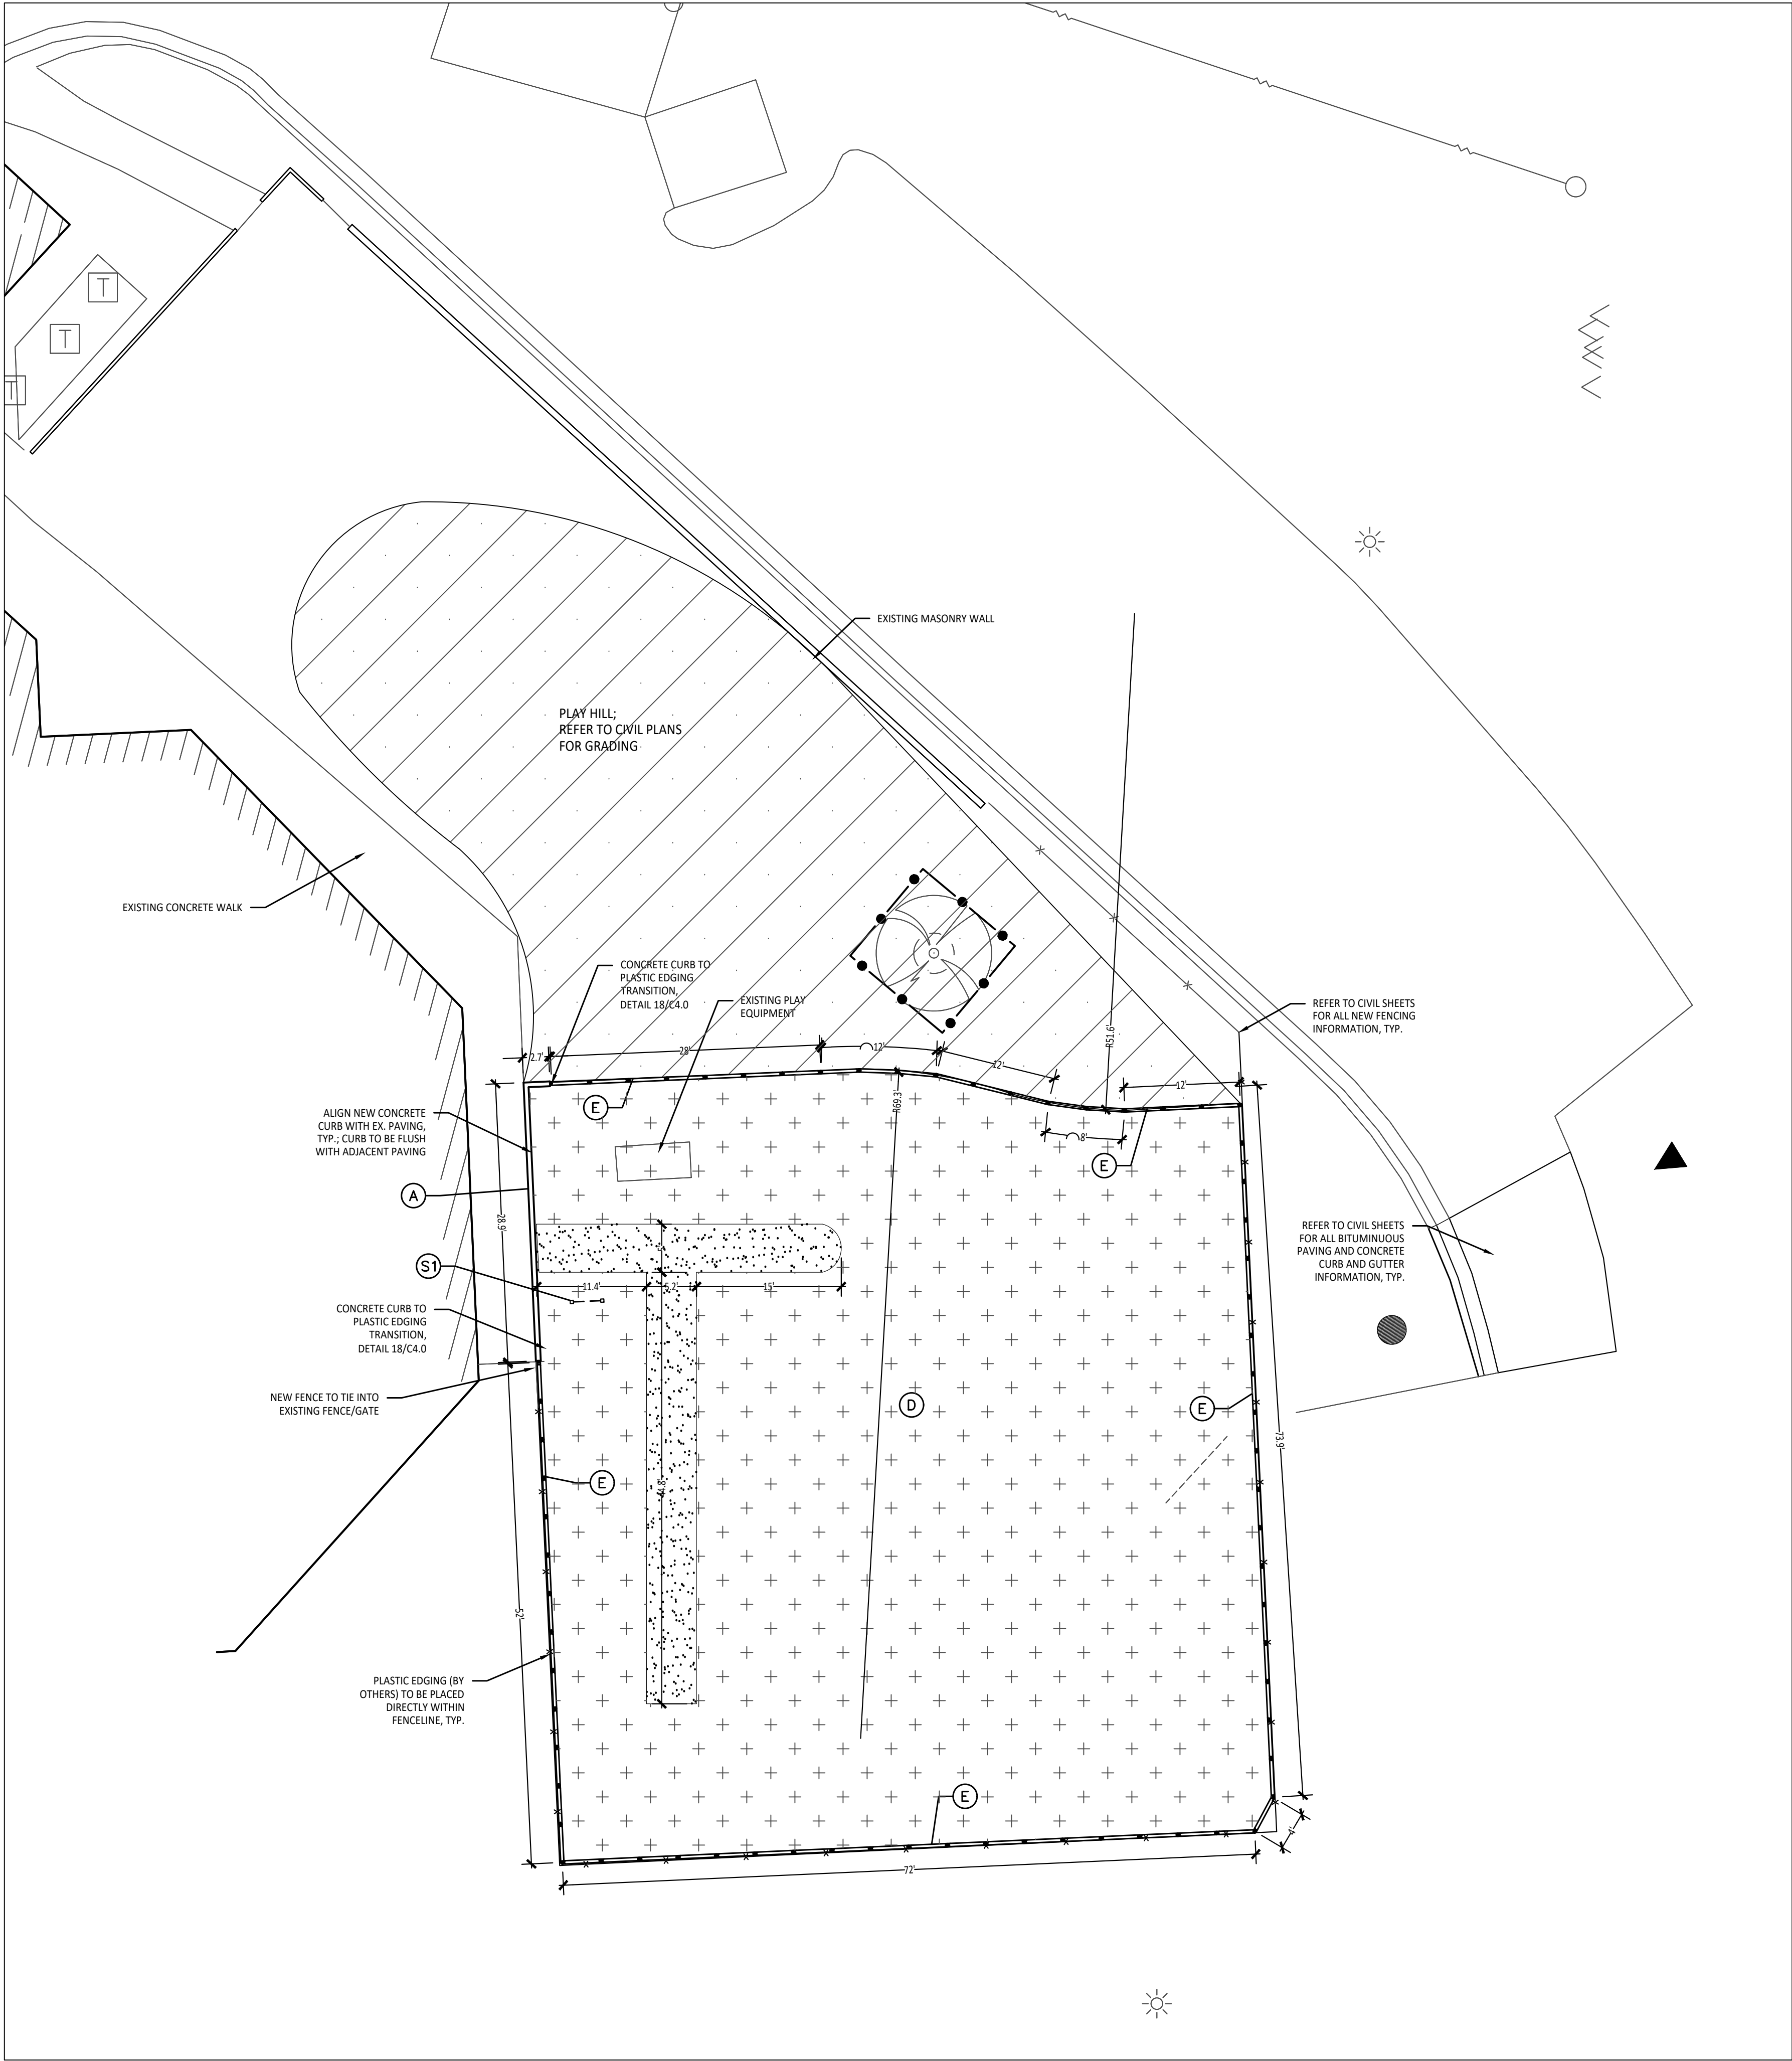 T
T
T
EXISTING MASONRY WALL
PLAY HILL;
REFER TO CIVIL PLANS
FOR GRADING
EXISTING CONCRETE WALK
CONCRETE CURB TO
PLASTIC EDGING
TRANSITION,
DETAIL 18/C4.0
EXISTING PLAY
EQUIPMENT
REFER TO CIVIL SHEETS
FOR ALL NEW FENCING
INFORMATION, TYP.
R51.6'
2.7'
28'
12'
12'
12'
R69.3'
8'
E
E
ALIGN NEW CONCRETE
CURB WITH EX. PAVING,
TYP.; CURB TO BE FLUSH
WITH ADJACENT PAVING
A
28.9'
S1
11.4'
5.2'
15'
REFER TO CIVIL SHEETS
FOR ALL BITUMINUOUS
PAVING AND CONCRETE
CURB AND GUTTER
INFORMATION, TYP.
CONCRETE CURB TO
PLASTIC EDGING
TRANSITION,
DETAIL 18/C4.0
NEW FENCE TO TIE INTO
EXISTING FENCE/GATE
D
E
73.9'
E
52'
PLASTIC EDGING (BY
OTHERS) TO BE PLACED
DIRECTLY WITHIN
FENCELINE, TYP.
E
4'
72'